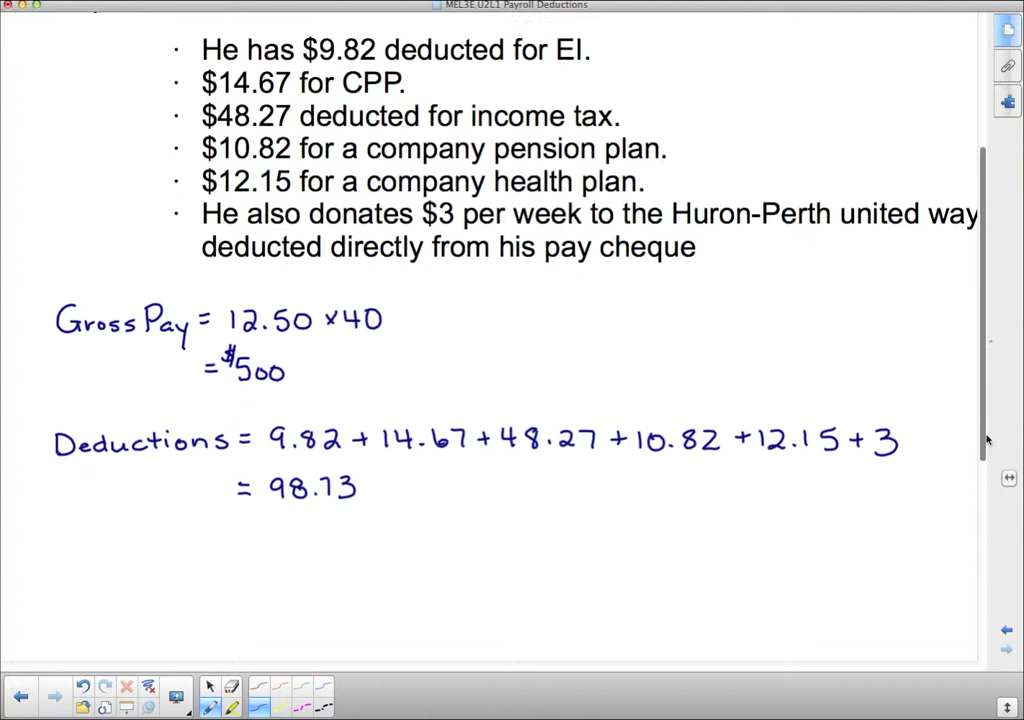 MEL3E U2L1 Payroll Deductions
· He has $9.82 deducted for EI.
· $14.67 for CPP.
· $48.27 deducted for income tax.
· $10.82 for a company pension plan.
· $12.15 for a company health plan.
· He also donates $3 per week to the Huron-Perth united way
deducted directly from his pay cheque
Gross Pay = 12.50 × 40
= $500
Deductions = 9.82 + 14.67 + 48.27 + 10.82 + 12.15 + 3
= 98.73